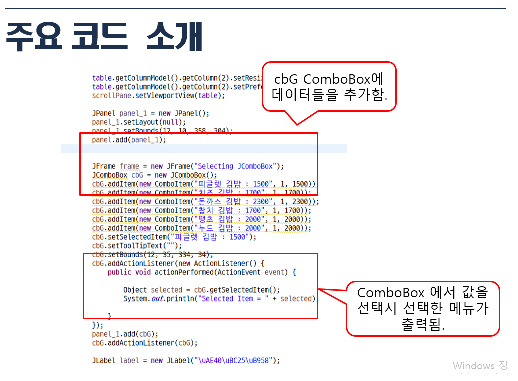 주요 코드 소개
table.getColumnModel().getColumn(2).setResi
table.getColumnModel().getColumn(2).setPref
scrollPane.setViewportView(table);
cbG ComboBox에
데이터들을 추가함.
JPanel panel_1 = new JPanel();
panel_1.setLayout(null);
panel_1.setBounds(12, 10, 358, 304);
panel.add(panel_1);
JFrame frame = new JFrame("Selecting JComboBox");
JComboBox cbG = new JComboBox();
cbG.addItem(new ComboItem("피글렛 김밥 : 1500", 1, 1500))
cbG.addItem(new ComboItem("치즈 김밥 : 1700", 1, 1700));
cbG.addItem(new ComboItem("돈까스 김밥 : 2300", 1, 2300));
cbG.addItem(new ComboItem("참치 김밥 : 1700", 1, 1700));
cbG.addItem(new ComboItem("땡초 김밥 : 2000", 1, 2000));
cbG.addItem(new ComboItem("누드 김밥 : 2000", 1, 2000));
cbG.setSelectedItem("피글렛 김밥 : 1500");
cbG.setToolTipText("");
cbG.setBounds(12, 35, 334, 34);
cbG.addActionListener(new ActionListener() {
public void actionPerformed(ActionEvent event) {
Object selected = cbG.getSelectedItem();
System.out.println("Selected Item = " + selected)
}
});
ComboBox 에서 값을
선택시 선택한 메뉴가
출력됨.
panel_1.add(cbG);
cbG.addActionListener(cbG);
JLabel label = new JLabel("\uAE40\uBC25\uB958");
Windows 정